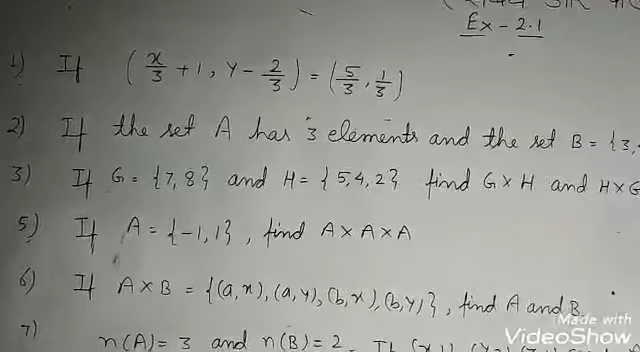 Ex - 2.1
1) If (x/3 + 1, y - 2/3) = (5/3, 1/3)
2) If the set A has 3 elements and the set B = {3,
3) If G = {7,8} and H = {5,4,2} find G×H and H×G
5) If A = {-1,1}, find A×A×A
6) If A×B = {(a,x),(a,y),(b,x),(b,y)}, find A and B.
7) n(A)=3 and n(B)=2. If (x,1),
Made with
VideoShow